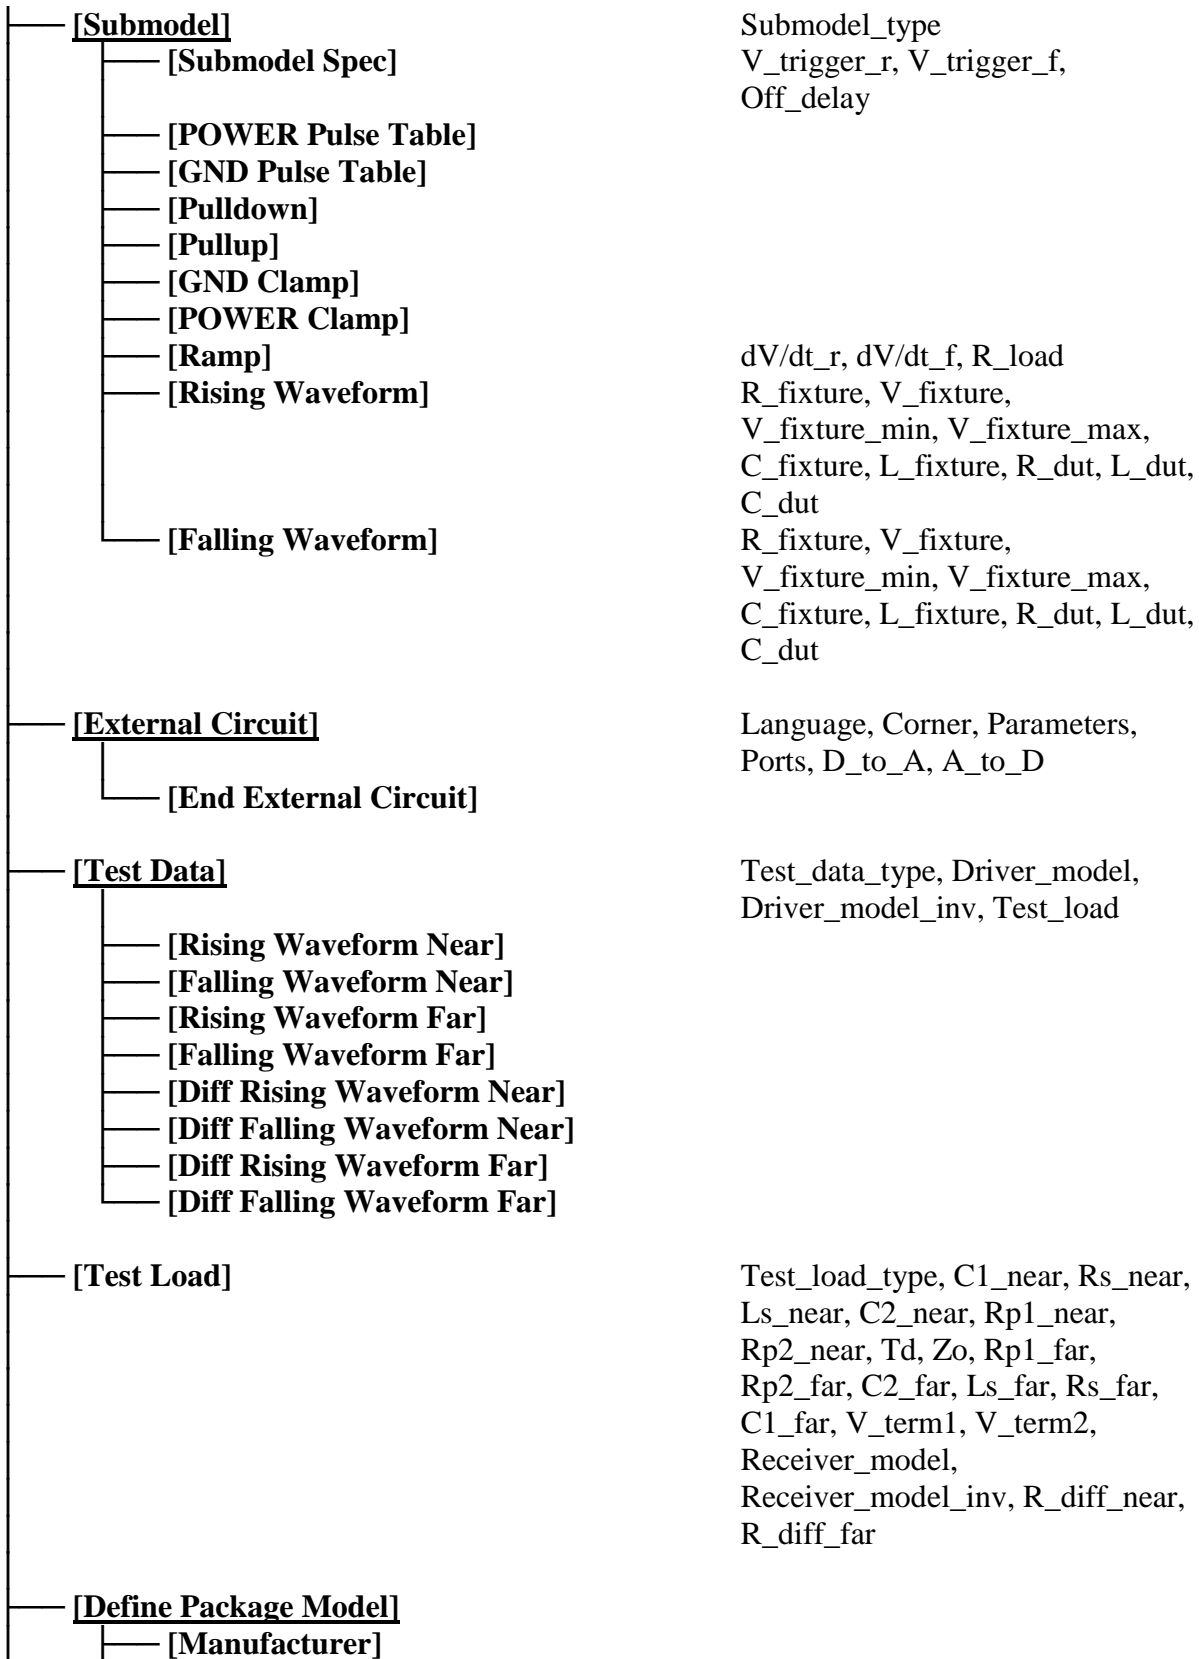 [Submodel] Submodel_type
[Submodel Spec] V_trigger_r, V_trigger_f,
Off_delay
[POWER Pulse Table]
[GND Pulse Table]
[Pulldown]
[Pullup]
[GND Clamp]
[POWER Clamp]
[Ramp] dV/dt_r, dV/dt_f, R_load
[Rising Waveform] R_fixture, V_fixture,
V_fixture_min, V_fixture_max,
C_fixture, L_fixture, R_dut, L_dut,
C_dut
[Falling Waveform] R_fixture, V_fixture,
V_fixture_min, V_fixture_max,
C_fixture, L_fixture, R_dut, L_dut,
C_dut
[External Circuit] Language, Corner, Parameters,
Ports, D_to_A, A_to_D
[End External Circuit]
[Test Data] Test_data_type, Driver_model,
Driver_model_inv, Test_load
[Rising Waveform Near]
[Falling Waveform Near]
[Rising Waveform Far]
[Falling Waveform Far]
[Diff Rising Waveform Near]
[Diff Falling Waveform Near]
[Diff Rising Waveform Far]
[Diff Falling Waveform Far]
[Test Load] Test_load_type, C1_near, Rs_near,
Ls_near, C2_near, Rp1_near,
Rp2_near, Td, Zo, Rp1_far,
Rp2_far, C2_far, Ls_far, Rs_far,
C1_far, V_term1, V_term2,
Receiver_model,
Receiver_model_inv, R_diff_near,
R_diff_far
[Define Package Model]
[Manufacturer]